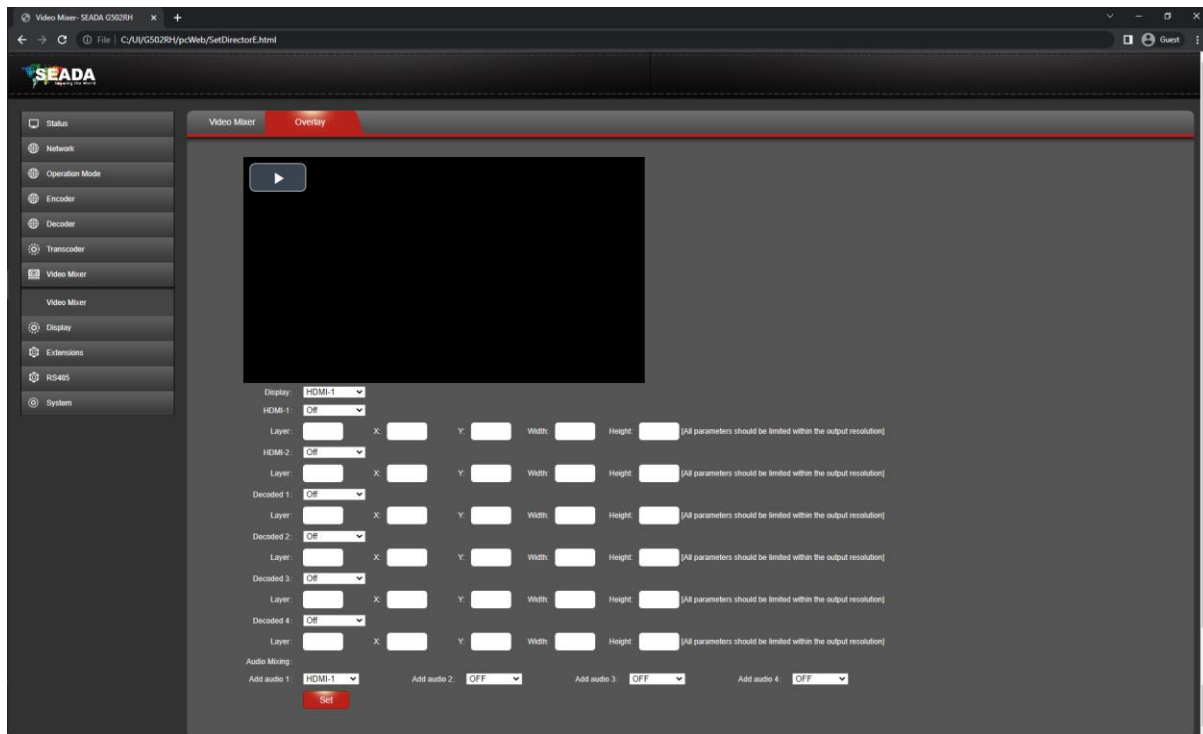 Video Mixer- SEADA G502RH
File | C:/UI/G502RH/pcWeb/SetDirectorE.html
Guest
SEADA
Status
Network
Operation Mode
Encoder
Decoder
Transcoder
Video Mixer
Video Mixer
Display
Extensions
RS485
System
Video Mixer Overlay
Display: HDMI-1
HDMI-1: Off
Layer: X: Y: Width: Height: [All parameters should be limited within the output resolution]
HDMI-2: Off
Layer: X: Y: Width: Height: [All parameters should be limited within the output resolution]
Decoded 1: Off
Layer: X: Y: Width: Height: [All parameters should be limited within the output resolution]
Decoded 2: Off
Layer: X: Y: Width: Height: [All parameters should be limited within the output resolution]
Decoded 3: Off
Layer: X: Y: Width: Height: [All parameters should be limited within the output resolution]
Decoded 4: Off
Layer: X: Y: Width: Height: [All parameters should be limited within the output resolution]
Audio Mixing:
Add audio 1: HDMI-1 Add audio 2: OFF Add audio 3: OFF Add audio 4: OFF
Set